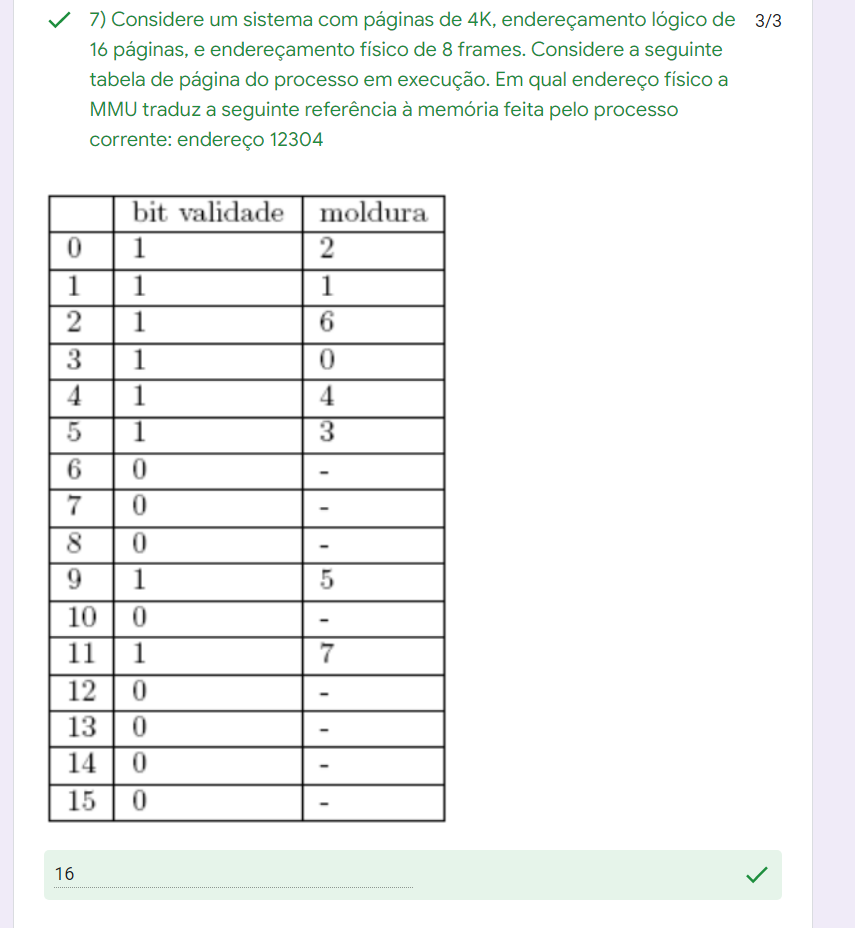 7) Considere um sistema com páginas de 4K, endereçamento lógico de 3/3
16 páginas, e endereçamento físico de 8 frames. Considere a seguinte
tabela de página do processo em execução. Em qual endereço físico a
MMU traduz a seguinte referência à memória feita pelo processo
corrente: endereço 12304
bit validade moldura
0 1 2
1 1 1
2 1 6
3 1 0
4 1 4
5 1 3
6 0 -
7 0 -
8 0 -
9 1 5
10 0 -
11 1 7
12 0 -
13 0 -
14 0 -
15 0 -
16